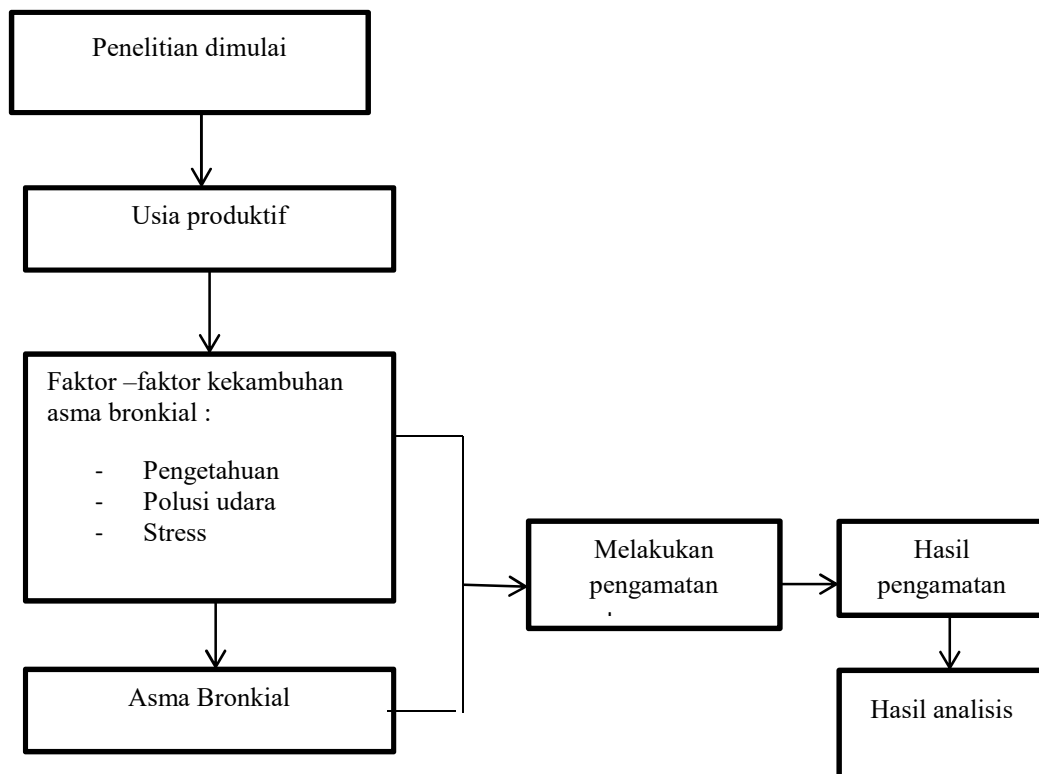 Penelitian dimulai
Usia produktif
Faktor –faktor kekambuhan
asma bronkial :
- Pengetahuan
- Polusi udara
- Stress
Asma Bronkial
Melakukan
pengamatan
Hasil
pengamatan
Hasil analisis